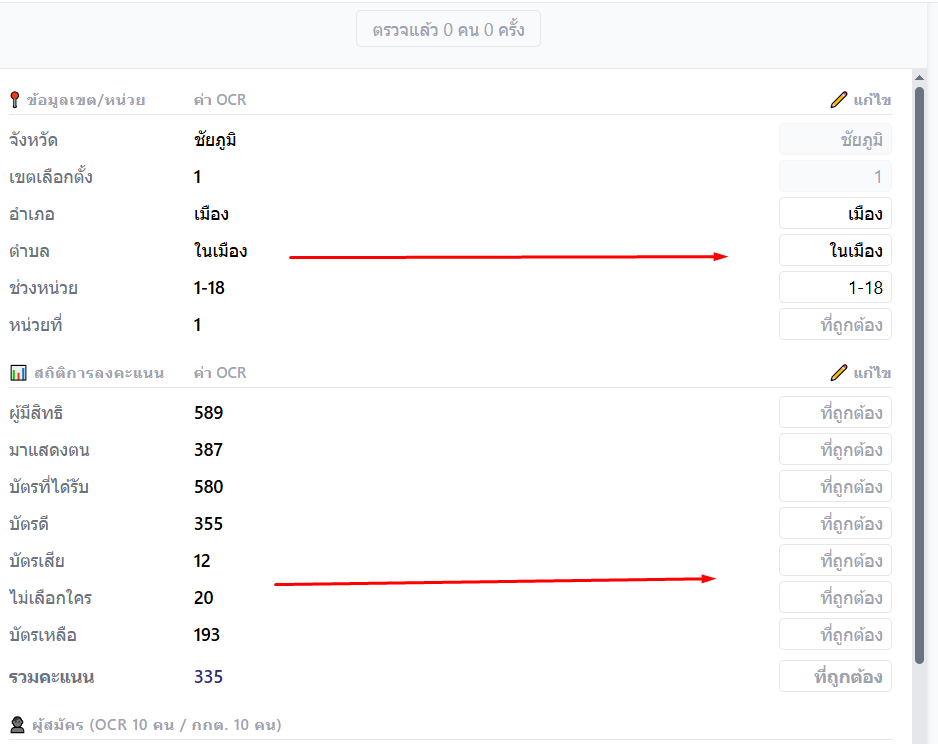 ตรวจแล้ว 0 คน 0 ครั้ง
ข้อมูลเขต/หน่วย ค่า OCR แก้ไข
จังหวัด ชัยภูมิ ชัยภูมิ
เขตเลือกตั้ง 1 1
อำเภอ เมือง เมือง
ตำบล ในเมือง ในเมือง
ช่วงหน่วย 1-18 1-18
หน่วยที่ 1 ที่ถูกต้อง
สถิติการลงคะแนน ค่า OCR แก้ไข
ผู้มีสิทธิ 589 ที่ถูกต้อง
มาแสดงตน 387 ที่ถูกต้อง
บัตรที่ได้รับ 580 ที่ถูกต้อง
บัตรดี 355 ที่ถูกต้อง
บัตรเสีย 12 ที่ถูกต้อง
ไม่เลือกใคร 20 ที่ถูกต้อง
บัตรเหลือ 193 ที่ถูกต้อง
รวมคะแนน 335 ที่ถูกต้อง
ผู้สมัคร (OCR 10 คน / กกต. 10 คน)